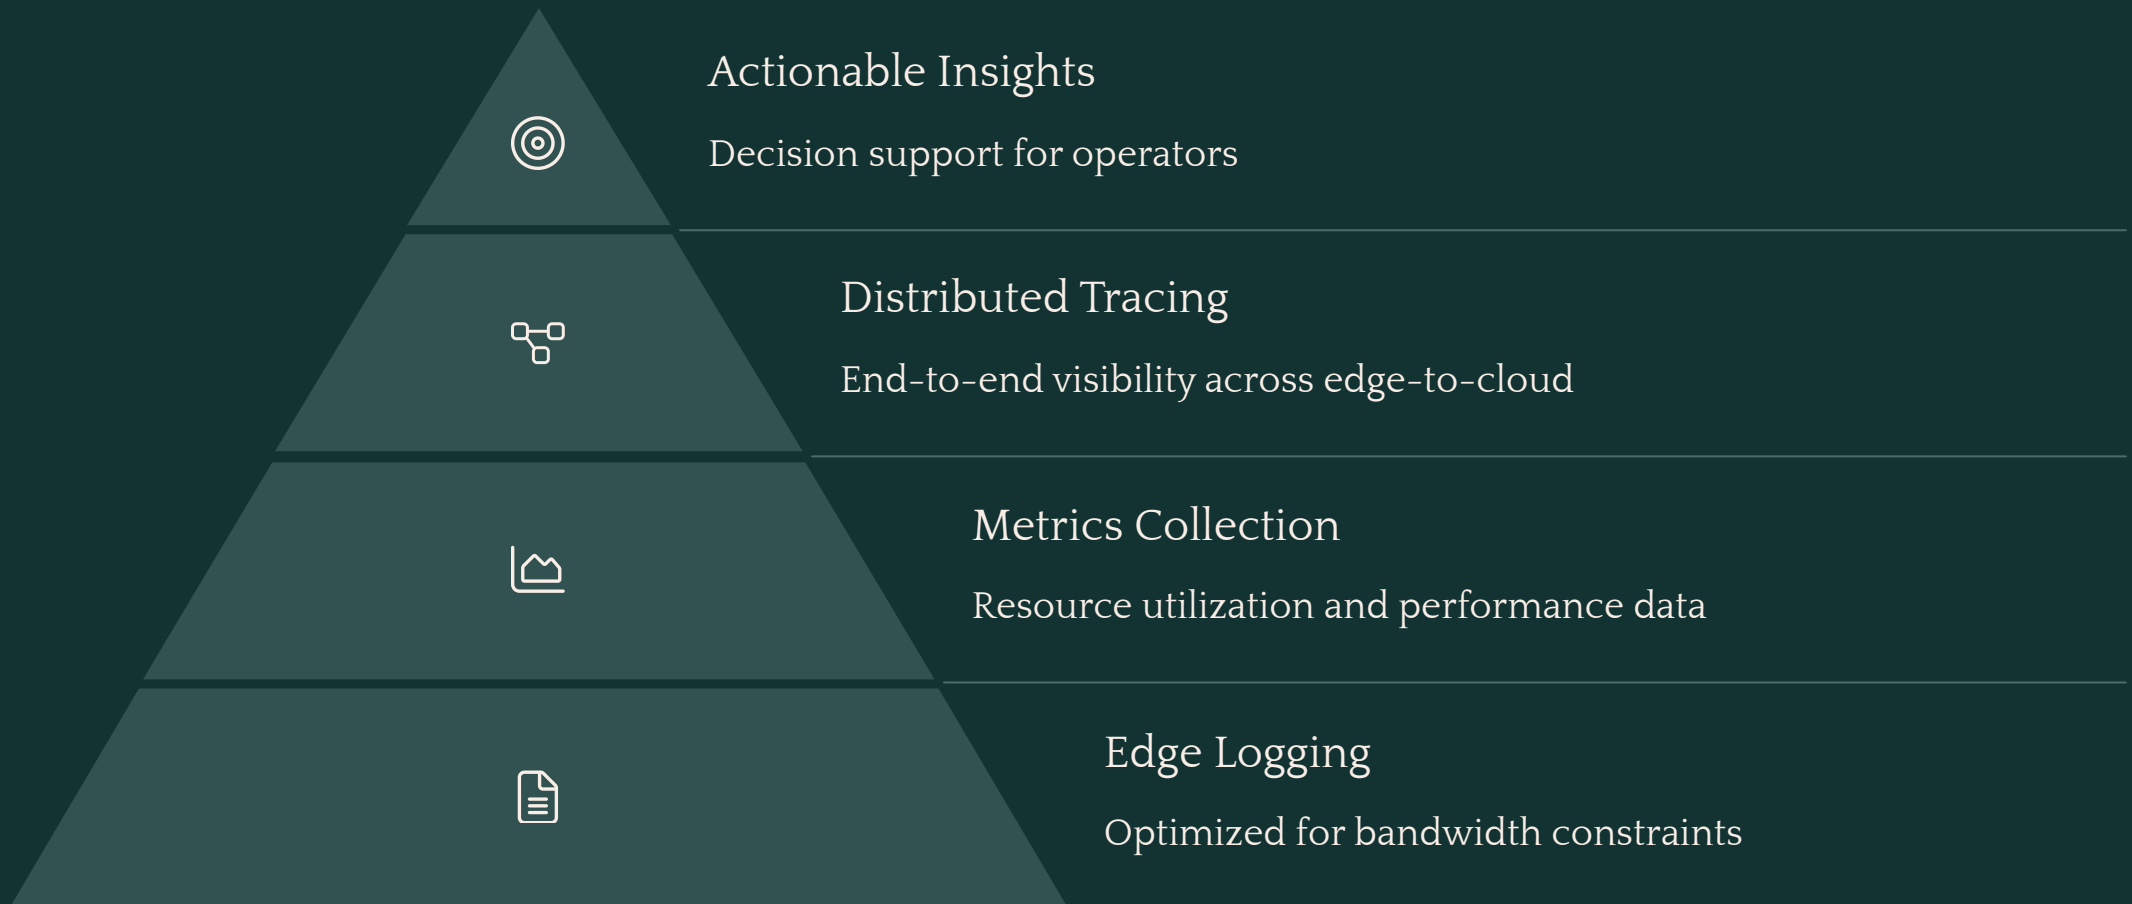 Actionable Insights
Decision support for operators
Distributed Tracing
End-to-end visibility across edge-to-cloud
Metrics Collection
Resource utilization and performance data
Edge Logging
Optimized for bandwidth constraints